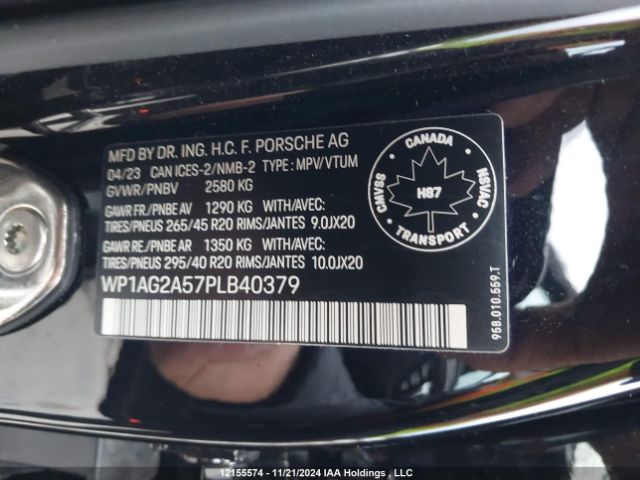 MFD BY DR. ING. H.C. F. PORSCHE AG
04/23 CAN ICES-2/NMB-2 TYPE: MPV/VTUM
GVWR/PNBV 2580 KG
GAWR FR./PNBE AV 1290 KG WITH/AVEC:
TIRES/PNEUS 265/45 R20 RIMS/JANTES 9.0JX20
GAWR RE./PNBE AR 1350 KG WITH/AVEC:
TIRES/PNEUS 295/40 R20 RIMS/JANTES 10.0JX20
WP1AG2A57PLB40379
CANADA
CMVSS
NSVAC
H87
TRANSPORT
95B.010.559.T
12155574 - 11/21/2024 IAA Holdings , LLC